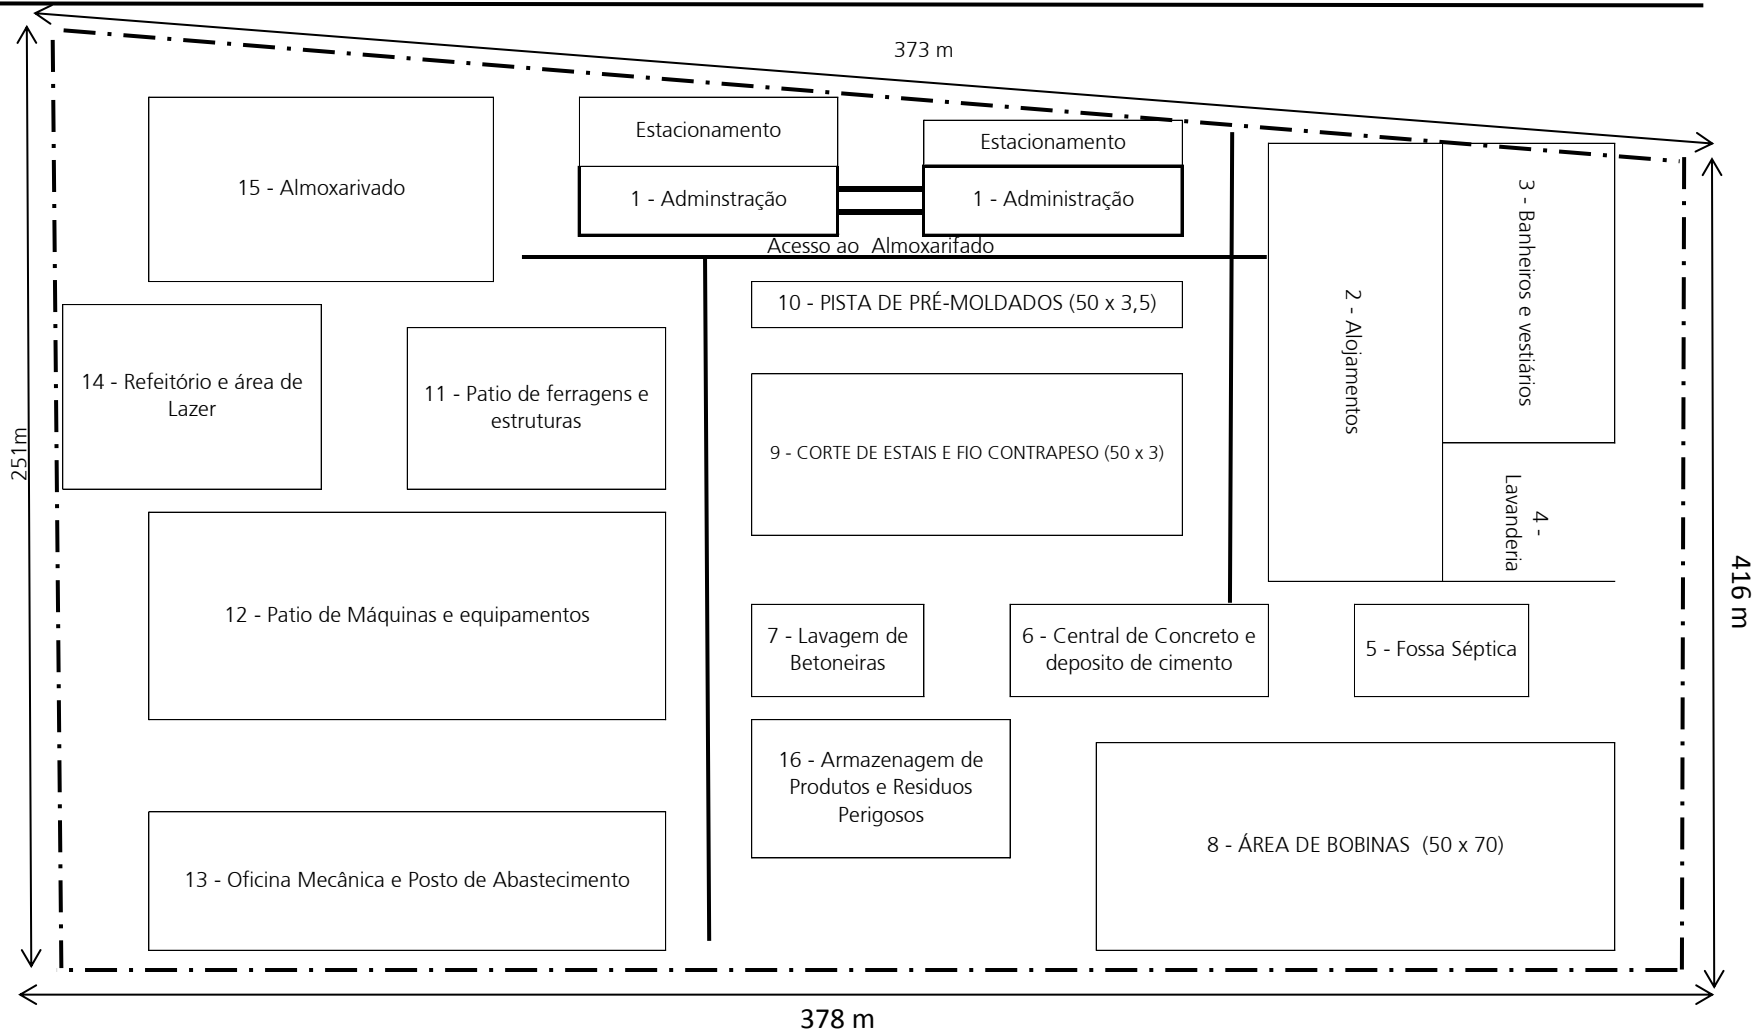 373 m
Estacionamento
Estacionamento
15 - Almoxarivado
1 - Adminstração
1 - Administração
3 - Banheiros e vestiários
Acesso ao  Almoxarifado
10 - PISTA DE PRÉ-MOLDADOS (50 x 3,5)
2 - Alojamentos
14 - Refeitório e área de
Lazer
11 - Patio de ferragens e
estruturas
251m
9 - CORTE DE ESTAIS E FIO CONTRAPESO (50 x 3)
4 -
Lavanderia
416 m
12 - Patio de Máquinas e equipamentos
7 - Lavagem de
Betoneiras
6 - Central de Concreto e
deposito de cimento
5 - Fossa Séptica
16 - Armazenagem de
Produtos e Residuos
Perigosos
8 - ÁREA DE BOBINAS  (50 x 70)
13 - Oficina Mecânica e Posto de Abastecimento
378 m